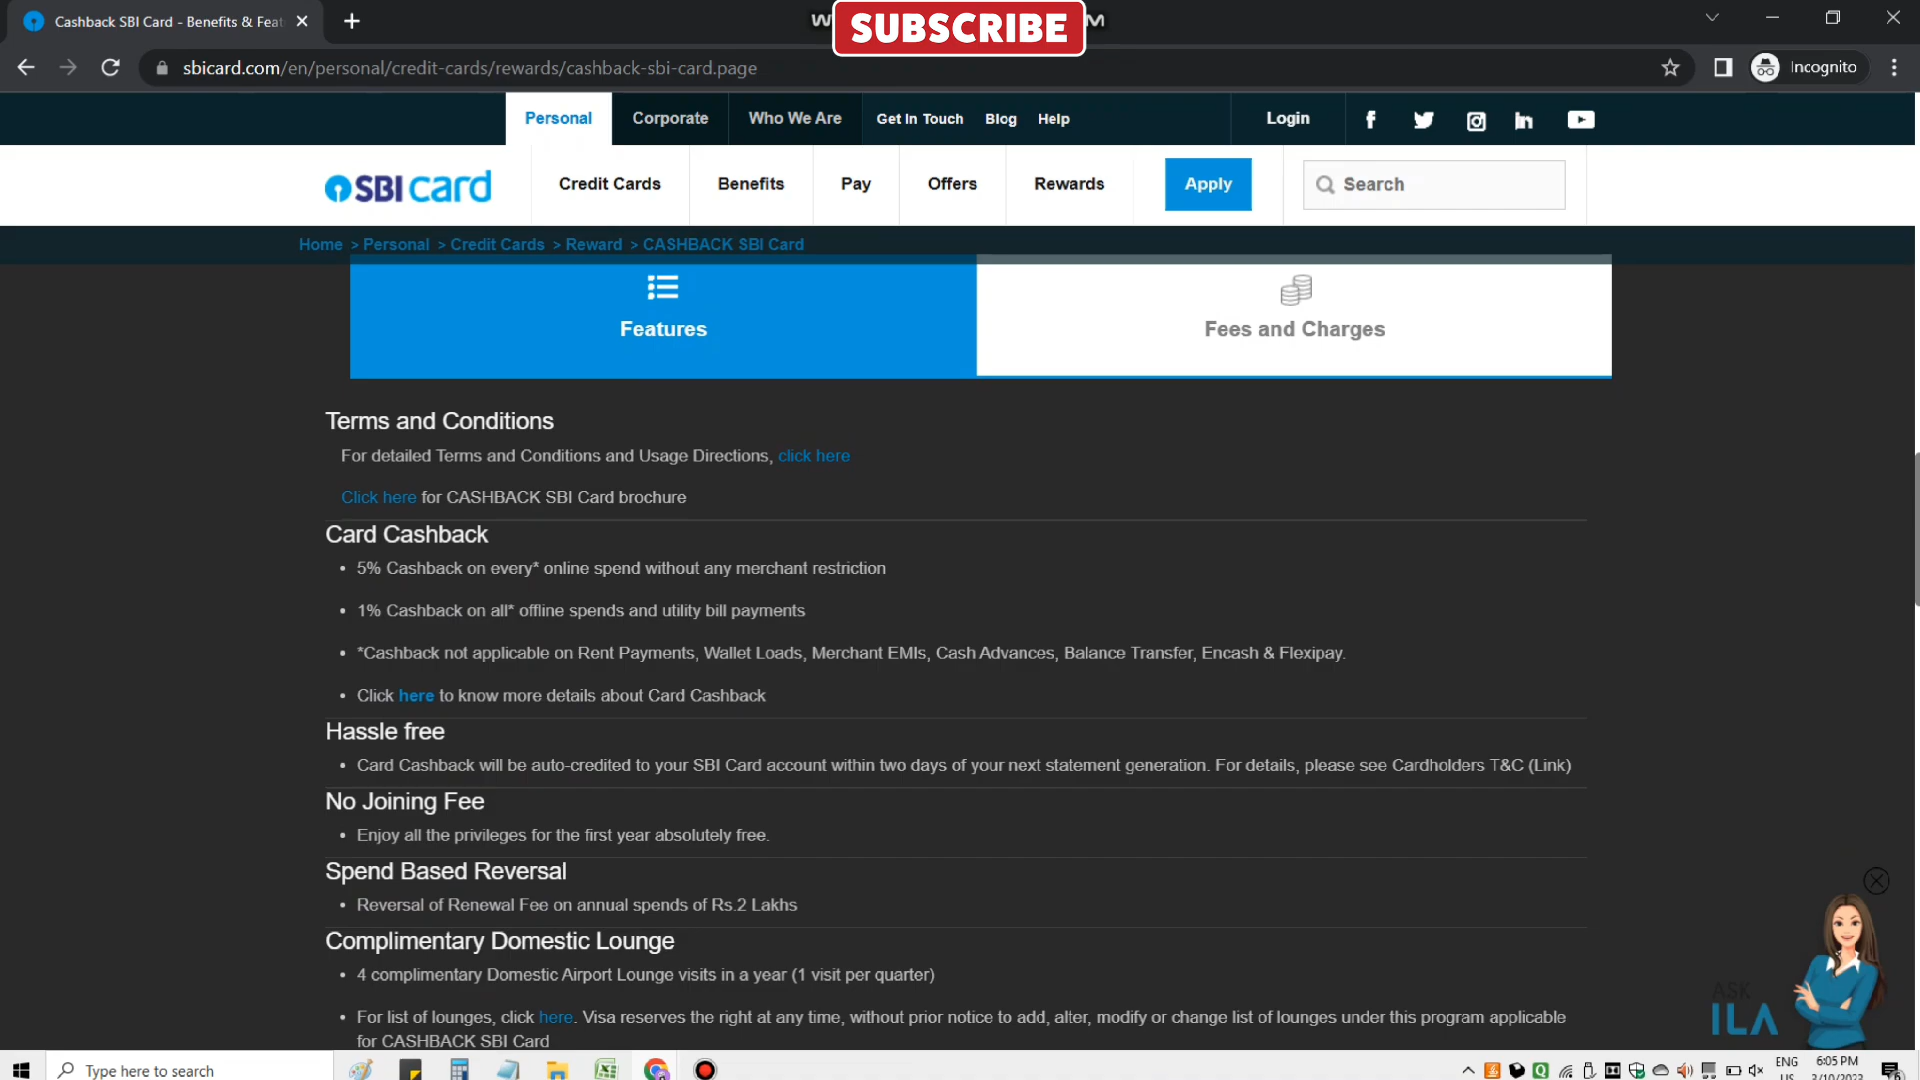 Cashback SBI Card - Benefits & Feat
SUBSCRIBE
sbicard.com/en/personal/credit-cards/rewards/cashback-sbi-card.page
Incognito
Personal Corporate Who We Are Get In Touch Blog Help Login
SBI card Credit Cards Benefits Pay Offers Rewards Apply Search
Home > Personal > Credit Cards > Reward > CASHBACK SBI Card
Features Fees and Charges
Terms and Conditions
For detailed Terms and Conditions and Usage Directions, click here
Click here for CASHBACK SBI Card brochure
Card Cashback
• 5% Cashback on every* online spend without any merchant restriction
• 1% Cashback on all* offline spends and utility bill payments
• *Cashback not applicable on Rent Payments, Wallet Loads, Merchant EMIs, Cash Advances, Balance Transfer, Encash & Flexipay.
• Click here to know more details about Card Cashback
Hassle free
• Card Cashback will be auto-credited to your SBI Card account within two days of your next statement generation. For details, please see Cardholders T&C (Link)
No Joining Fee
• Enjoy all the privileges for the first year absolutely free.
Spend Based Reversal
• Reversal of Renewal Fee on annual spends of Rs.2 Lakhs
Complimentary Domestic Lounge
• 4 complimentary Domestic Airport Lounge visits in a year (1 visit per quarter)
• For list of lounges, click here. Visa reserves the right at any time, without prior notice to add, alter, modify or change list of lounges under this program applicable
for CASHBACK SBI Card
ASK
ILA
Type here to search
ENG
6:05 PM
US
3/10/2023